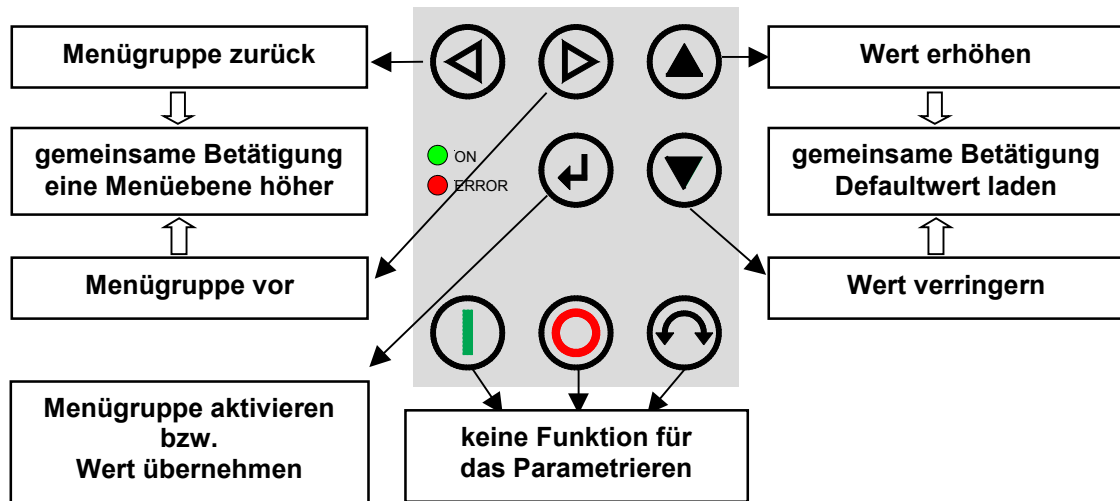 Menügruppe zurück
gemeinsame Betätigung
eine Menüebene höher
Menügruppe vor
Menügruppe aktivieren
bzw.
Wert übernehmen
ON
ERROR
keine Funktion für
das Parametrieren
Wert erhöhen
gemeinsame Betätigung
Defaultwert laden
Wert verringern